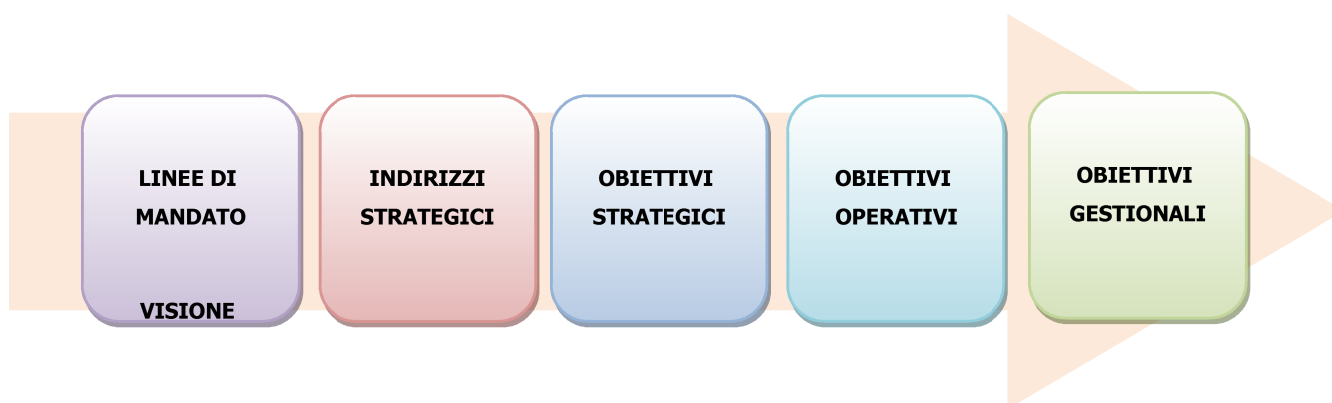 LINEE DI
MANDATO
VISIONE
INDIRIZZI
STRATEGICI
OBIETTIVI
STRATEGICI
OBIETTIVI
OPERATIVI
OBIETTIVI
GESTIONALI